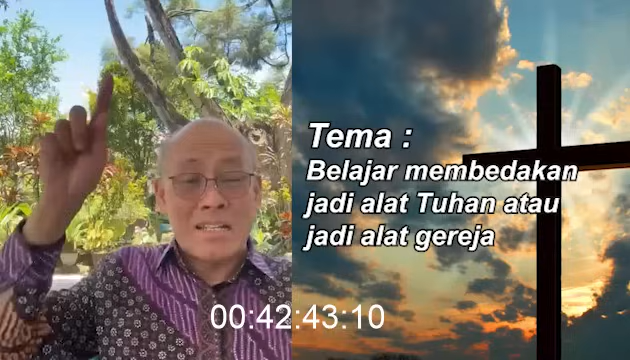 Tema :
Belajar membedakan
jadi alat Tuhan atau
jadi alat gereja
00:42:43:10